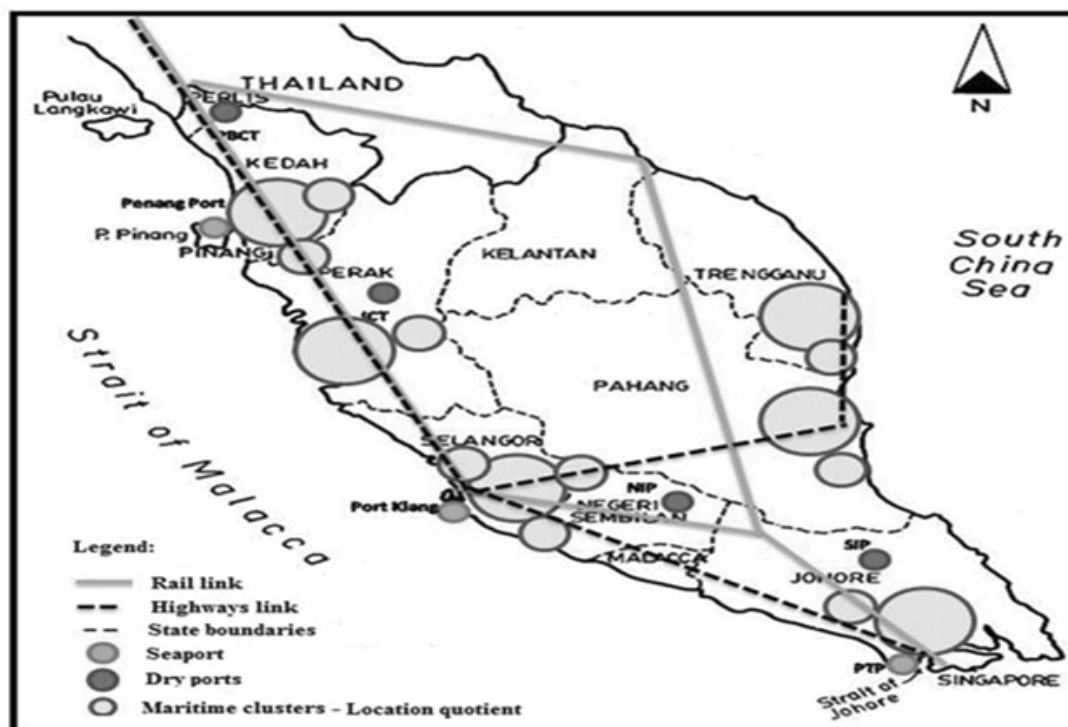 THAILAND
PERLIS
Pulau
Langkawi
PBCT
KEDAH
N
Penang Port
P. Pinang
PINANG
PERAK
ICT
KELANTAN
TRENGGANU
South
China
Sea
Strait of Malacca
PAHANG
SELANGOR
Port Klang
NIP
NEGERI
SEMBILAN
MALACCA
SIP
JOHORE
PTP
Strait of
Johore
SINGAPORE
Legend:
Rail link
Highways link
State boundaries
Seaport
Dry ports
Maritime clusters – Location quotient